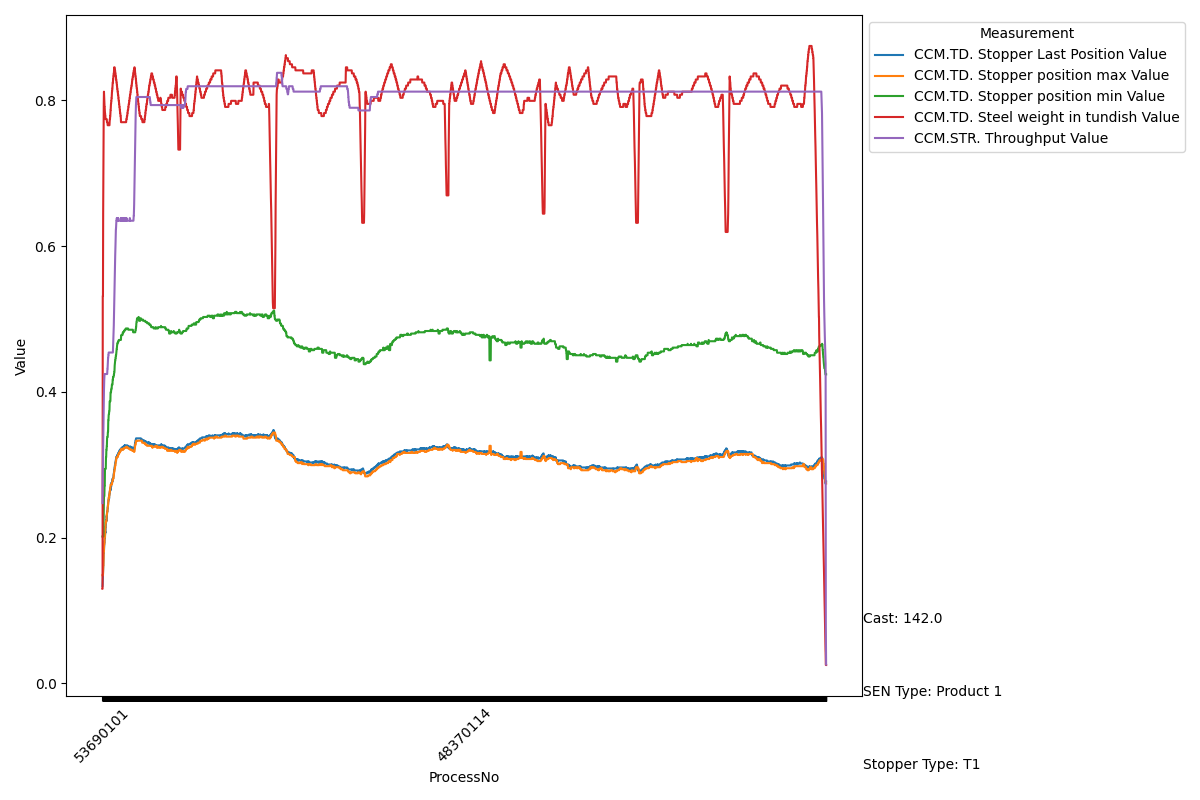 Measurement
CCM.TD. Stopper Last Position Value
CCM.TD. Stopper position max Value
CCM.TD. Stopper position min Value
CCM.TD. Steel weight in tundish Value
CCM.STR. Throughput Value
0.8
0.6
0.4
0.2
0.0
Value
53690101
48370114
ProcessNo
Cast: 142.0
SEN Type: Product 1
Stopper Type: T1